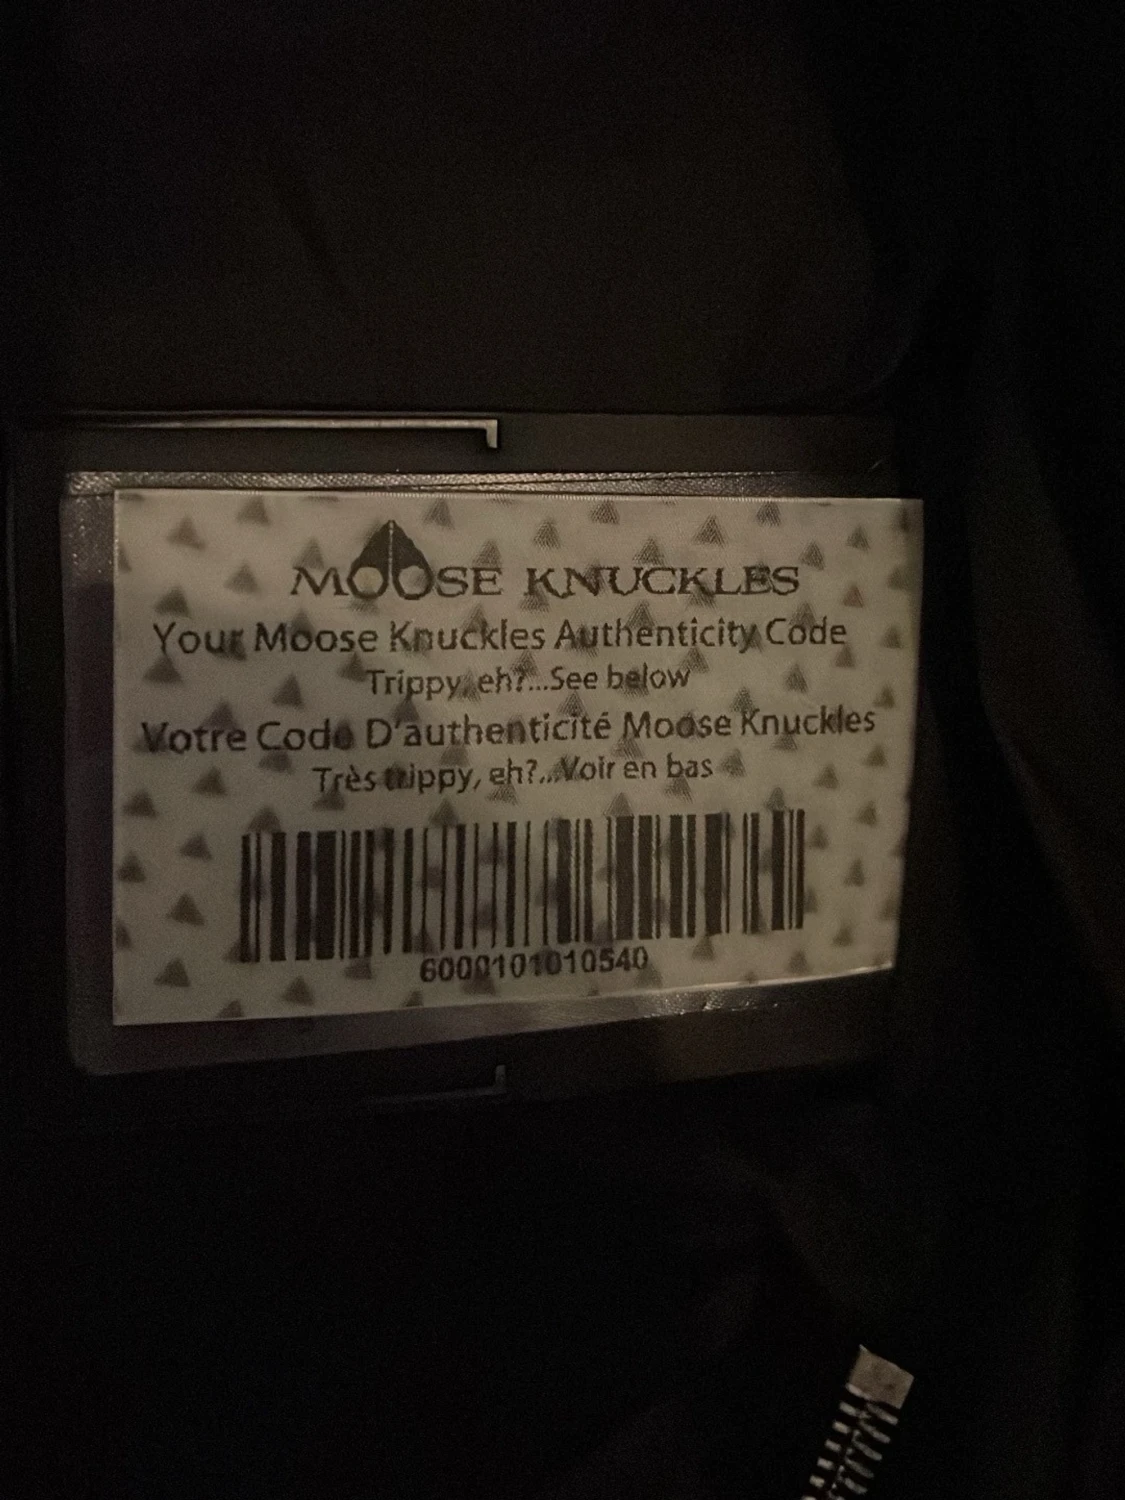 MOOSE KNUCKLES
Your Moose Knuckles Authenticity Code
Trippy, eh?...See below
Votre Code D'authenticité Moose Knuckles
Très trippy, eh?...Voir en bas
6000101010540